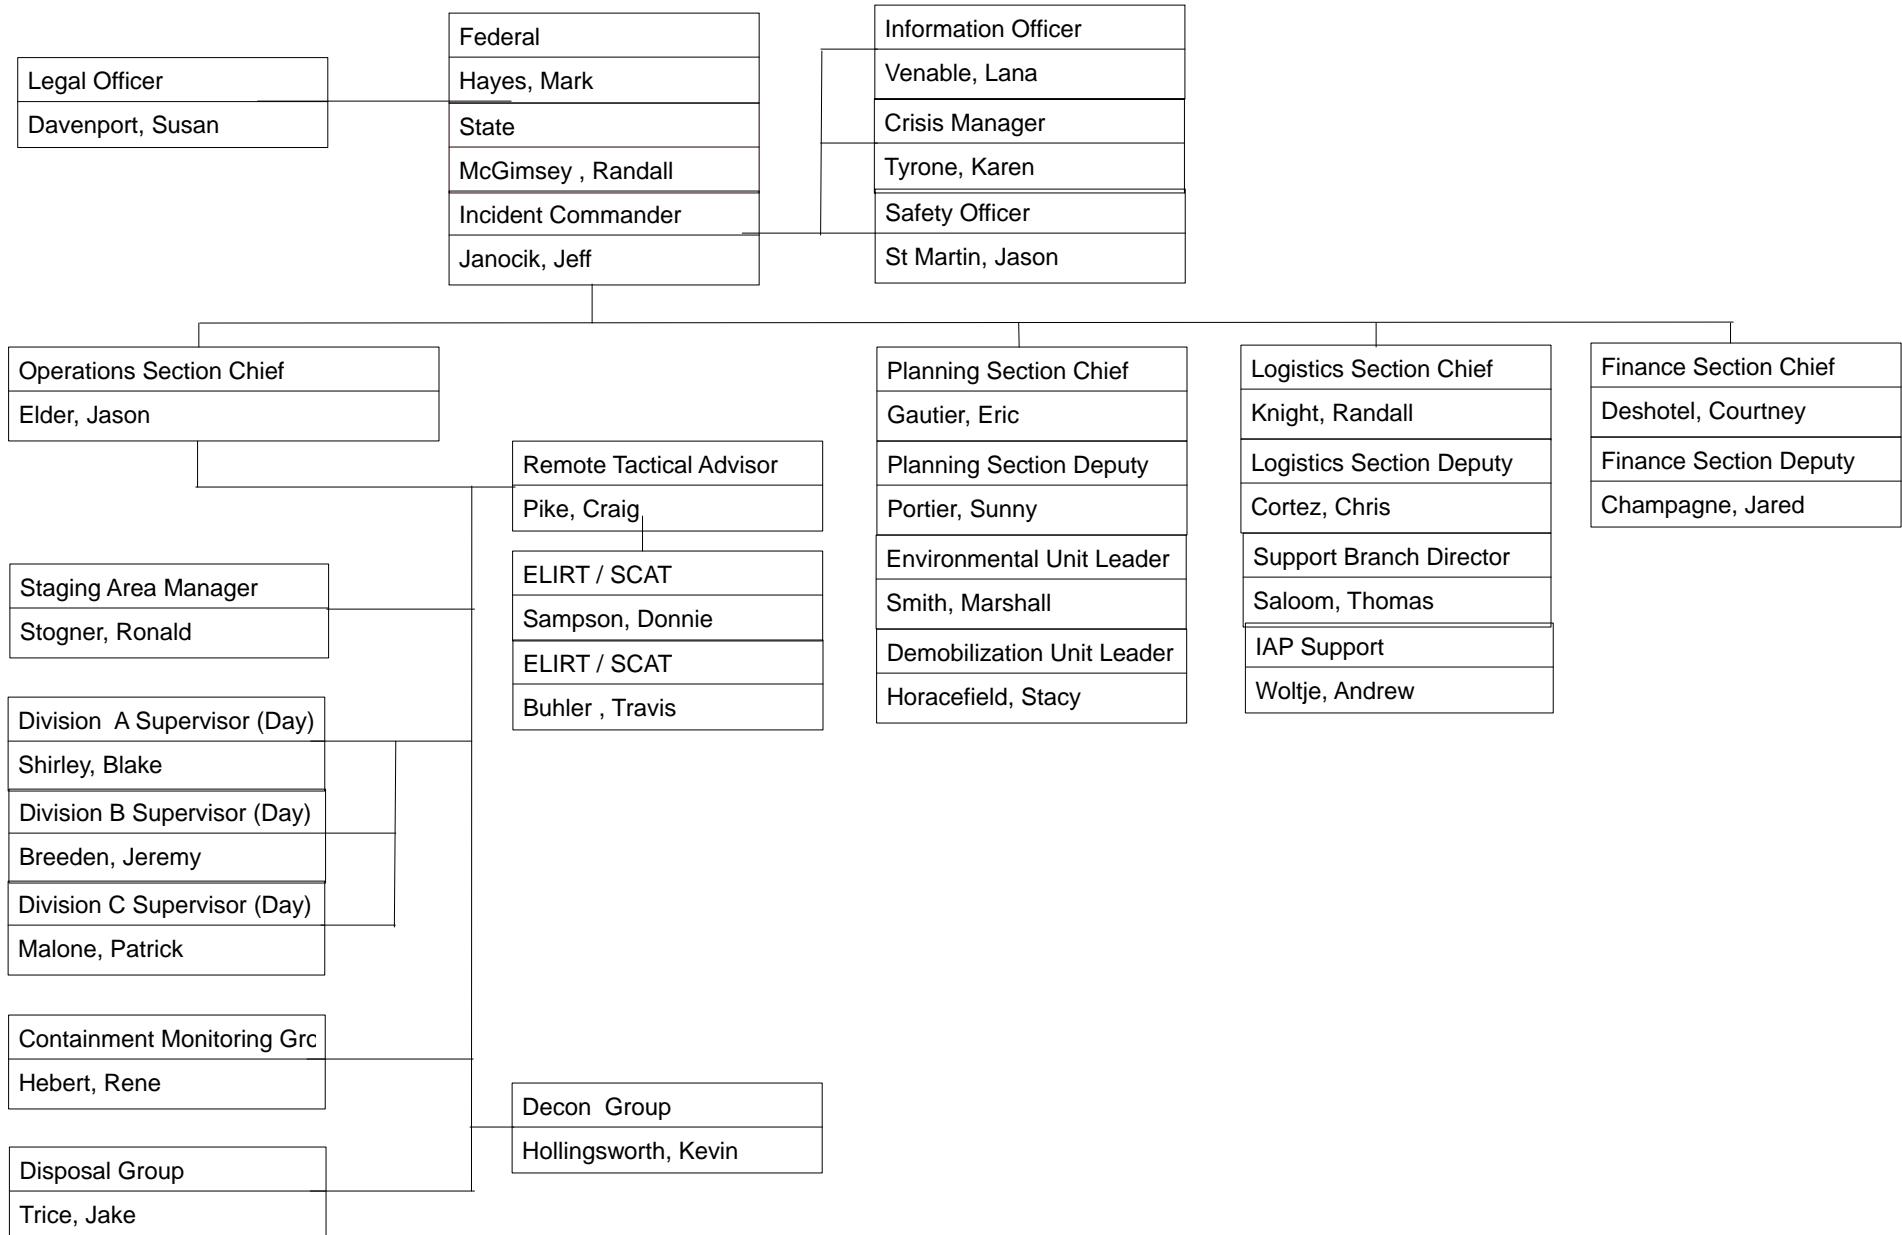 Legal Officer
Davenport, Susan
Federal
Hayes, Mark
State
McGimsey , Randall
Incident Commander
Janocik, Jeff
Information Officer
Venable, Lana
Crisis Manager
Tyrone, Karen
Safety Officer
St Martin, Jason
Operations Section Chief
Elder, Jason
Remote Tactical Advisor
Pike, Craig
ELIRT / SCAT
Sampson, Donnie
ELIRT / SCAT
Buhler , Travis
Staging Area Manager
Stogner, Ronald
Division  A Supervisor (Day)
Shirley, Blake
Division B Supervisor (Day)
Breeden, Jeremy
Division C Supervisor (Day)
Malone, Patrick
Containment Monitoring Gro
Hebert, Rene
Decon  Group
Hollingsworth, Kevin
Disposal Group
Trice, Jake
Planning Section Chief
Gautier, Eric
Planning Section Deputy
Portier, Sunny
Environmental Unit Leader
Smith, Marshall
Demobilization Unit Leader
Horacefield, Stacy
Logistics Section Chief
Knight, Randall
Logistics Section Deputy
Cortez, Chris
Support Branch Director
Saloom, Thomas
IAP Support
Woltje, Andrew
Finance Section Chief
Deshotel, Courtney
Finance Section Deputy
Champagne, Jared